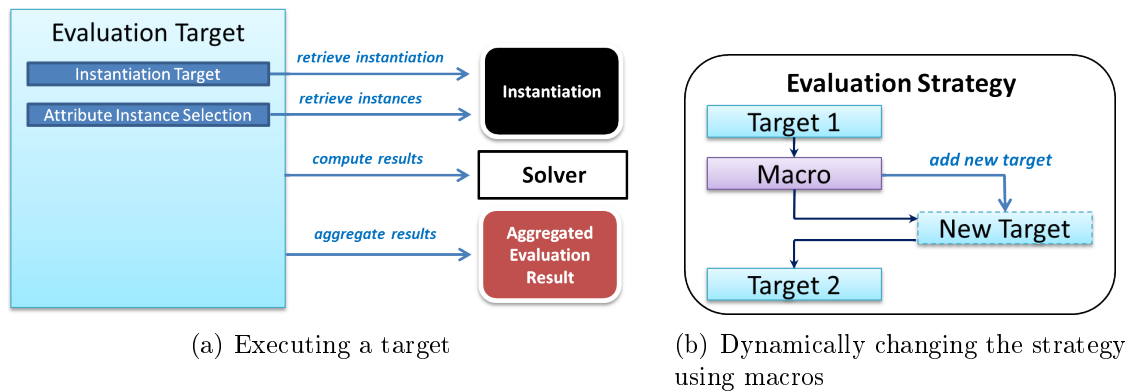 Evaluation Target
Instantiation Target
Attribute Instance Selection
retrieve instantiation
retrieve instances
compute results
aggregate results
Instantiation
Solver
Aggregated
Evaluation
Result
(a) Executing a target
Evaluation Strategy
Target 1
Macro
add new target
New Target
Target 2
(b) Dynamically changing the strategy
using macros